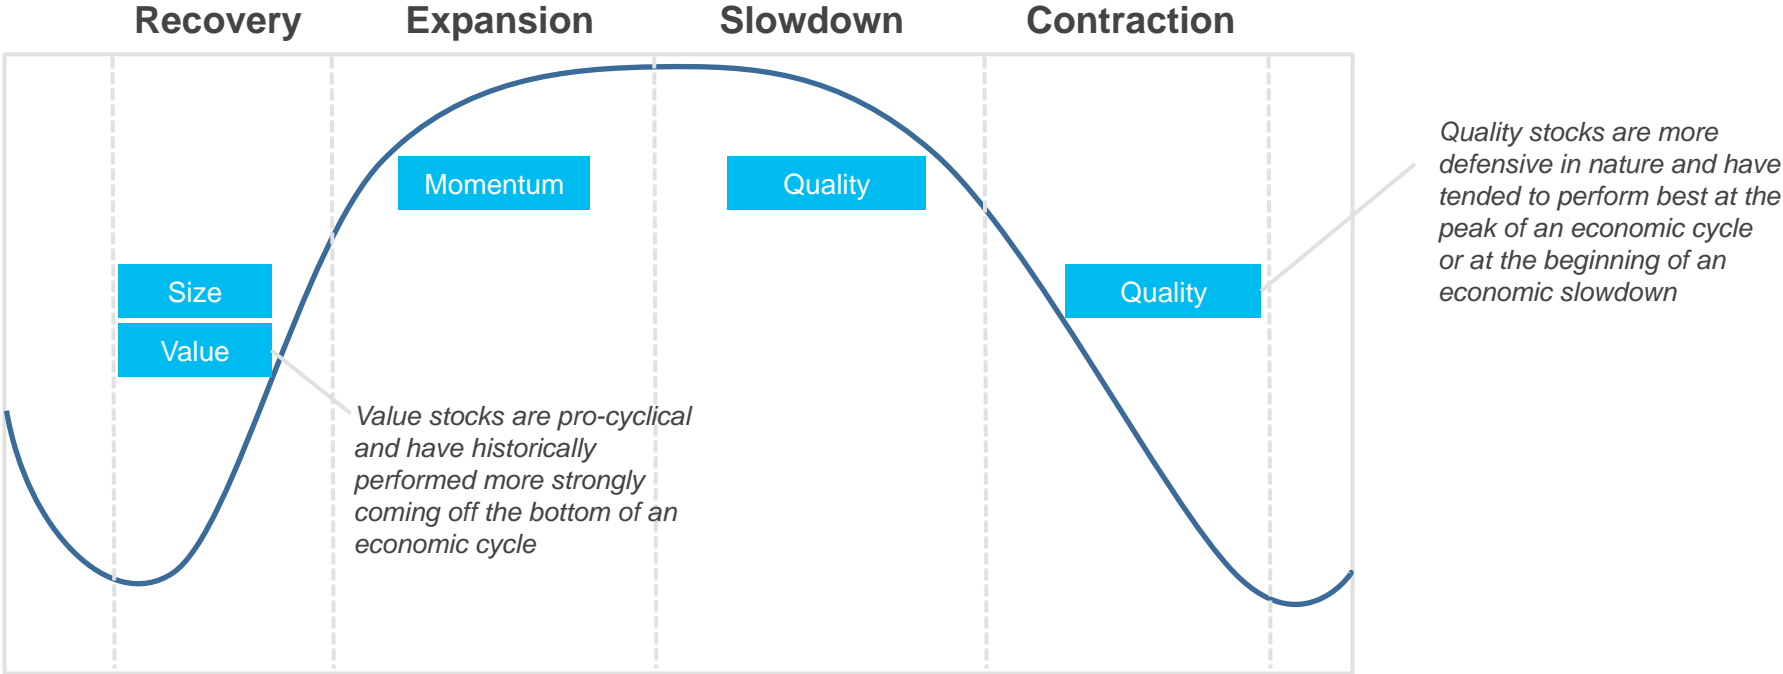 Recovery Expansion Slowdown Contraction
Momentum
Quality
Size
Value
Quality
Value stocks are pro-cyclical
and have historically
performed more strongly
coming off the bottom of an
economic cycle
Quality stocks are more
defensive in nature and have
tended to perform best at the
peak of an economic cycle
or at the beginning of an
economic slowdown